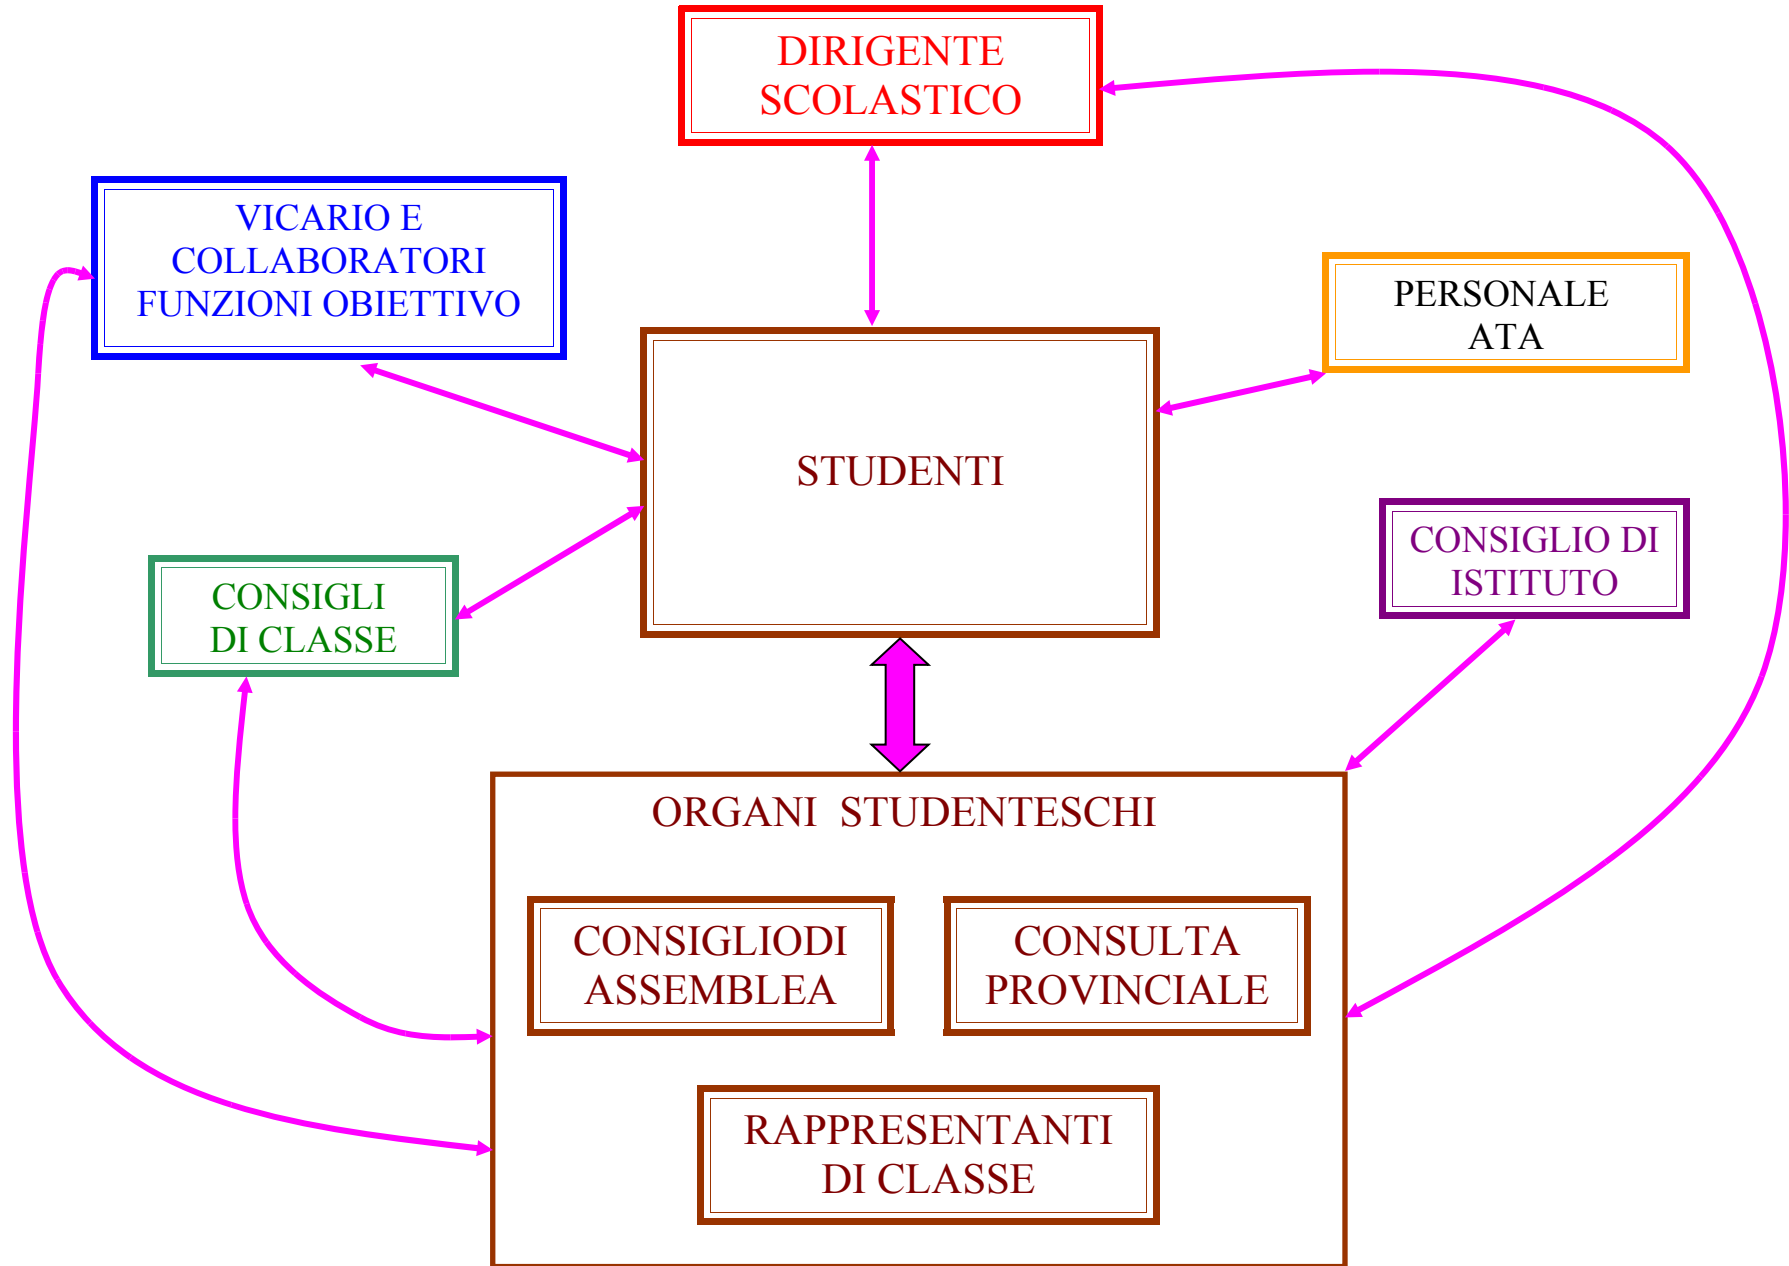 DIRIGENTE
SCOLASTICO
VICARIO E
COLLABORATORI
FUNZIONI OBIETTIVO
PERSONALE
ATA
STUDENTI
CONSIGLIO DI
ISTITUTO
CONSIGLI
DI CLASSE
ORGANI STUDENTESCHI
CONSIGLIODI
ASSEMBLEA
CONSULTA
PROVINCIALE
RAPPRESENTANTI
DI CLASSE